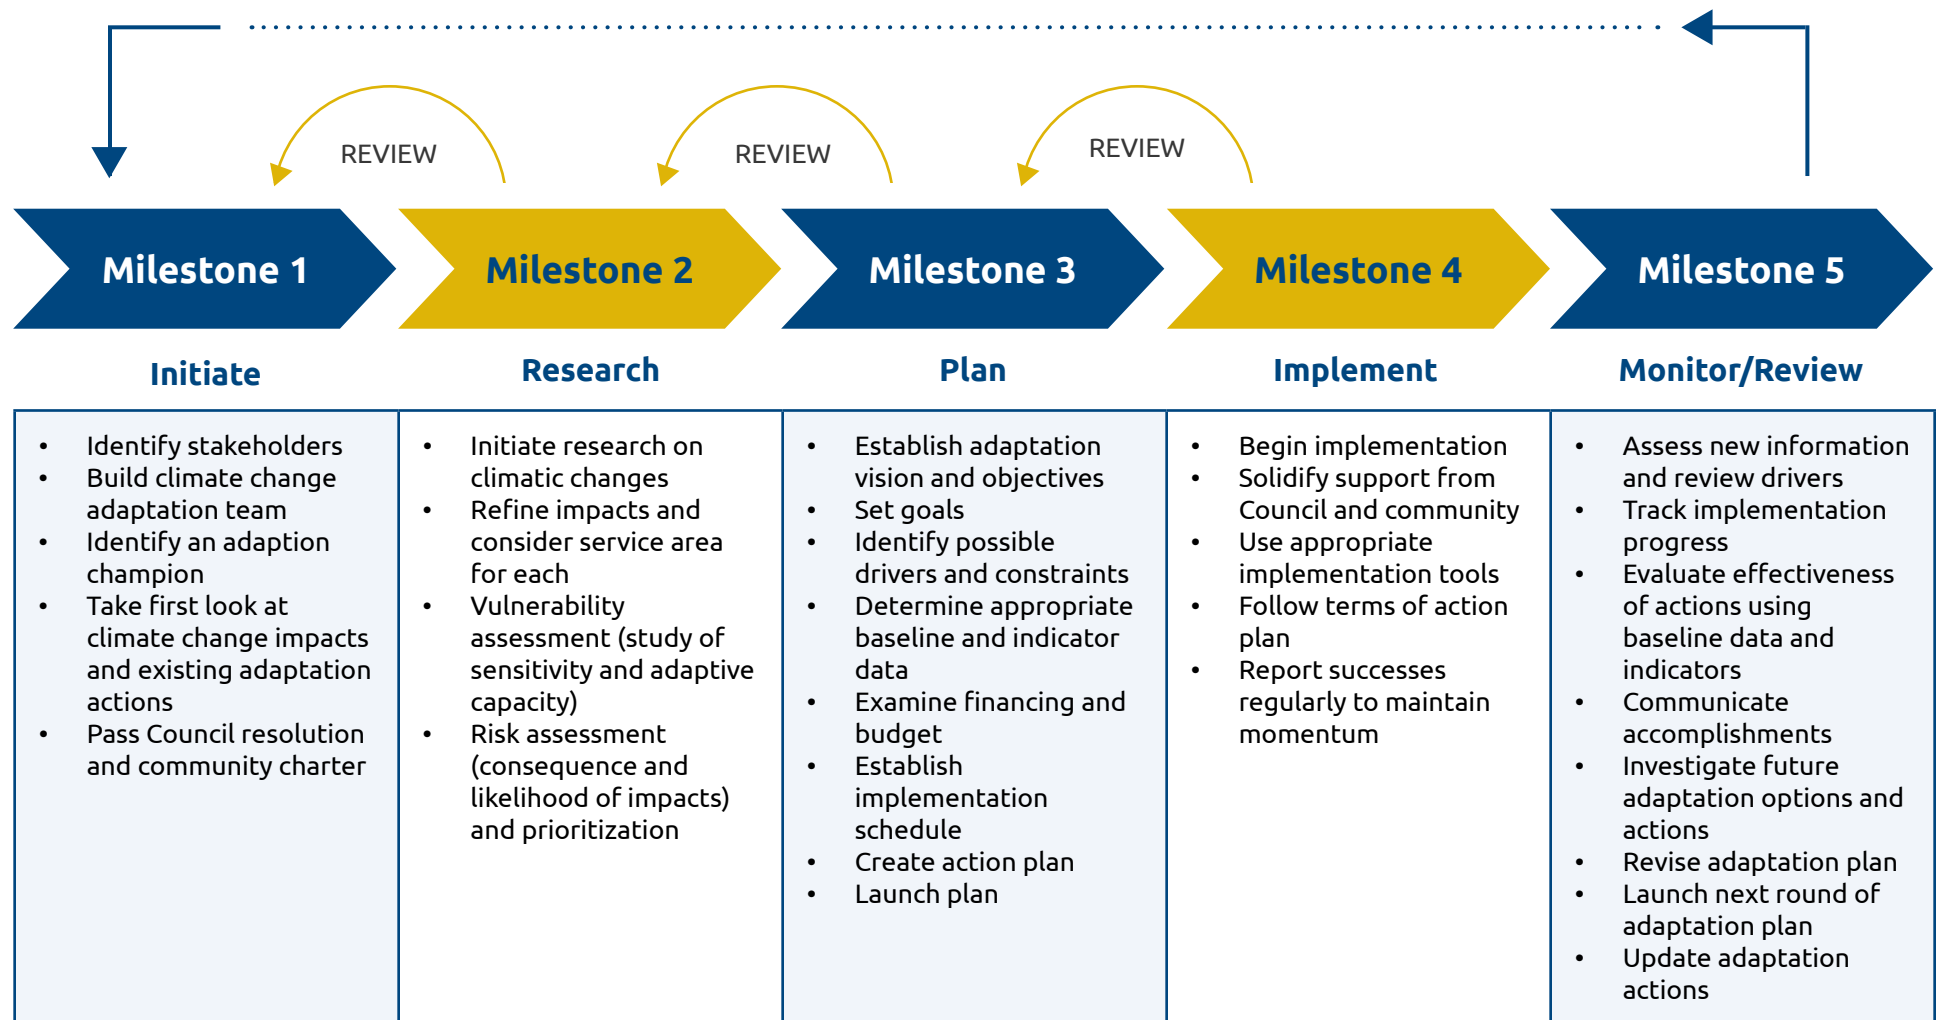 REVIEW
REVIEW
REVIEW
Milestone 1
Milestone 2
Milestone 3
Milestone 4
Milestone 5
Initiate
Research
Plan
Implement
Monitor/Review
• Identify stakeholders
• Build climate change
adaptation team
• Identify an adaption
champion
• Take first look at
climate change impacts
and existing adaptation
actions
• Pass Council resolution
and community charter
• Initiate research on
climatic changes
• Refine impacts and
consider service area
for each
• Vulnerability
assessment (study of
sensitivity and adaptive
capacity)
• Risk assessment
(consequence and
likelihood of impacts)
and prioritization
• Establish adaptation
vision and objectives
• Set goals
• Identify possible
drivers and constraints
• Determine appropriate
baseline and indicator
data
• Examine financing and
budget
• Establish
implementation
schedule
• Create action plan
• Launch plan
• Begin implementation
• Solidify support from
Council and community
• Use appropriate
implementation tools
• Follow terms of action
plan
• Report successes
regularly to maintain
momentum
• Assess new information
and review drivers
• Track implementation
progress
• Evaluate effectiveness
of actions using
baseline data and
indicators
• Communicate
accomplishments
• Investigate future
adaptation options and
actions
• Revise adaptation plan
• Launch next round of
adaptation plan
• Update adaptation
actions